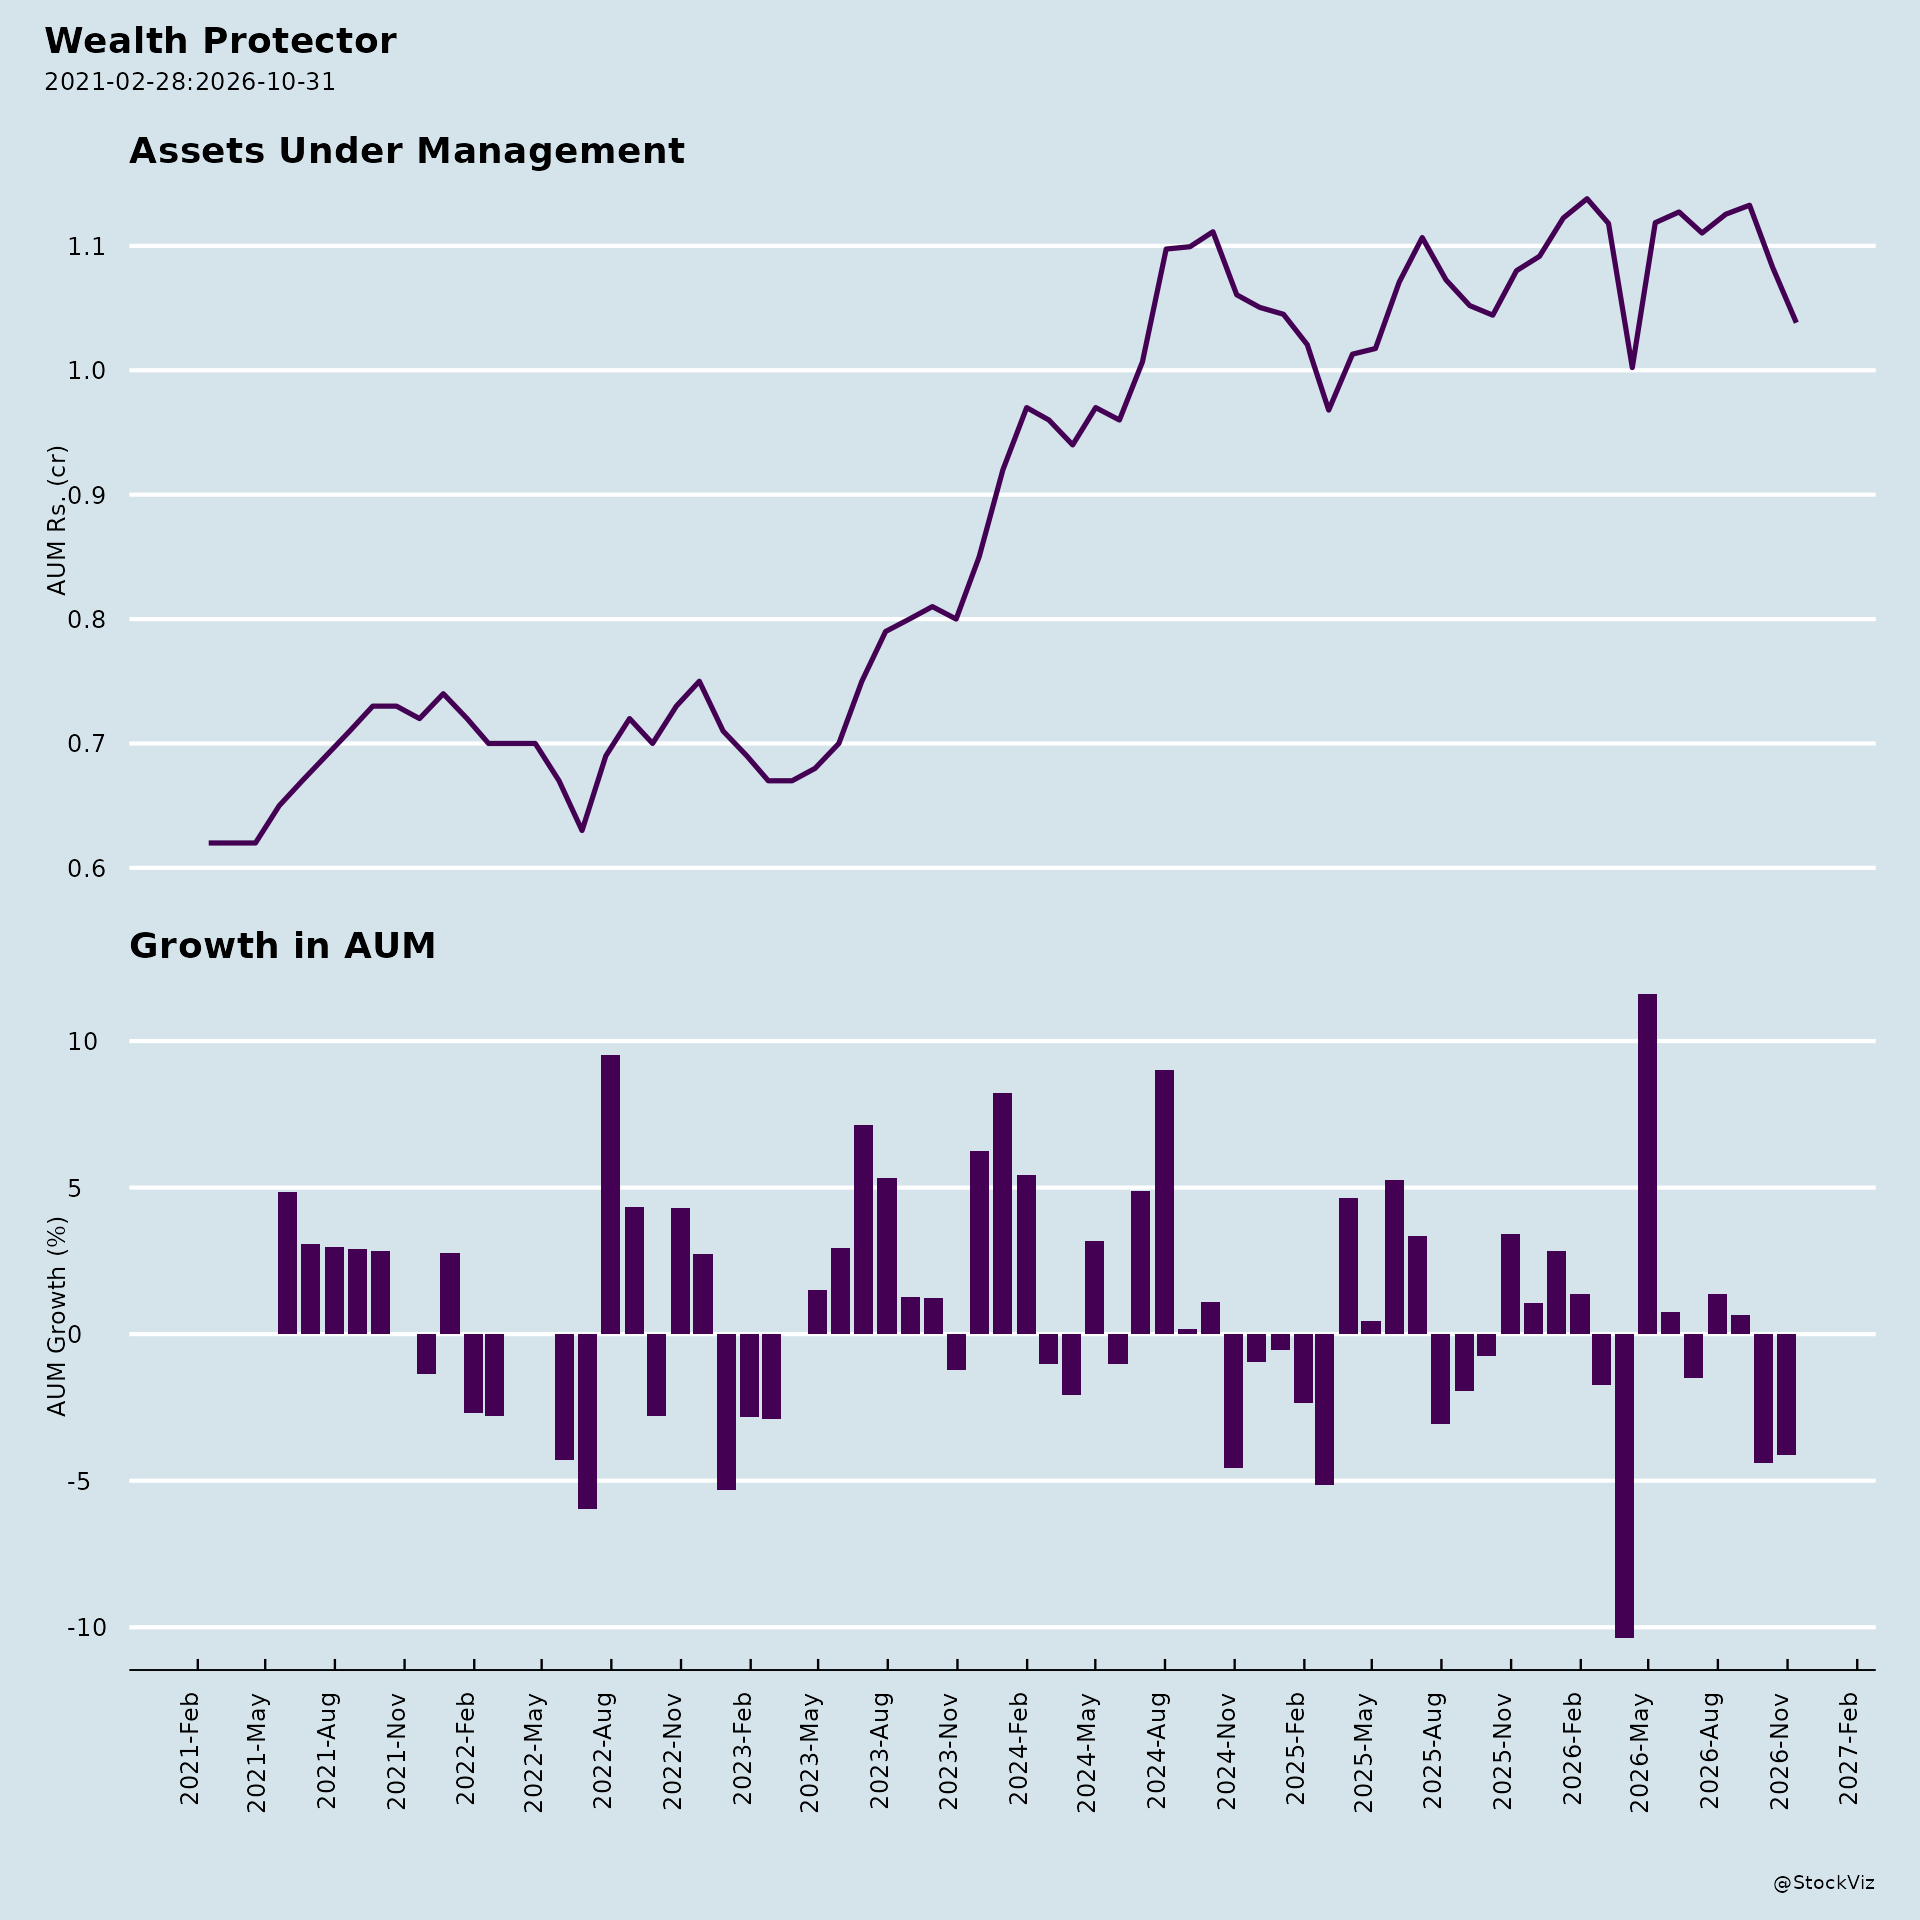 Wealth Protector
2021-02-28:2026-10-31
Assets Under Management
AUM Rs. (cr)
1.1
1.0
0.9
0.8
0.7
0.6
Growth in AUM
AUM Growth (%)
10
5
0
-5
-10
2021-Feb
2021-May
2021-Aug
2021-Nov
2022-Feb
2022-May
2022-Aug
2022-Nov
2023-Feb
2023-May
2023-Aug
2023-Nov
2024-Feb
2024-May
2024-Aug
2024-Nov
2025-Feb
2025-May
2025-Aug
2025-Nov
2026-Feb
2026-May
2026-Aug
2026-Nov
2027-Feb
@StockViz